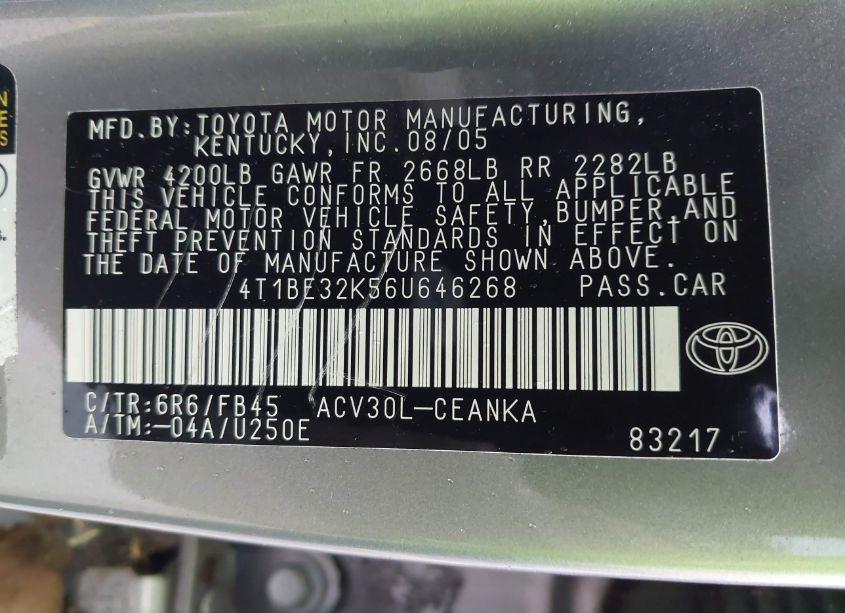 MFD.BY:TOYOTA MOTOR MANUFACTURING,
KENTUCKY,INC.08/05
GVWR 4200LB GAWR FR 2668LB RR 2282LB
THIS VEHICLE CONFORMS TO ALL APPLICABLE
FEDERAL MOTOR VEHICLE SAFETY,BUMPER,AND
THEFT PREVENTION STANDARDS IN EFFECT ON
THE DATE OF MANUFACTURE SHOWN ABOVE.
4T1BE32K56U646268 PASS.CAR
C/TR:6R6/FB45 ACV30L-CEANKA
A/TM:-04A/U250E 83217